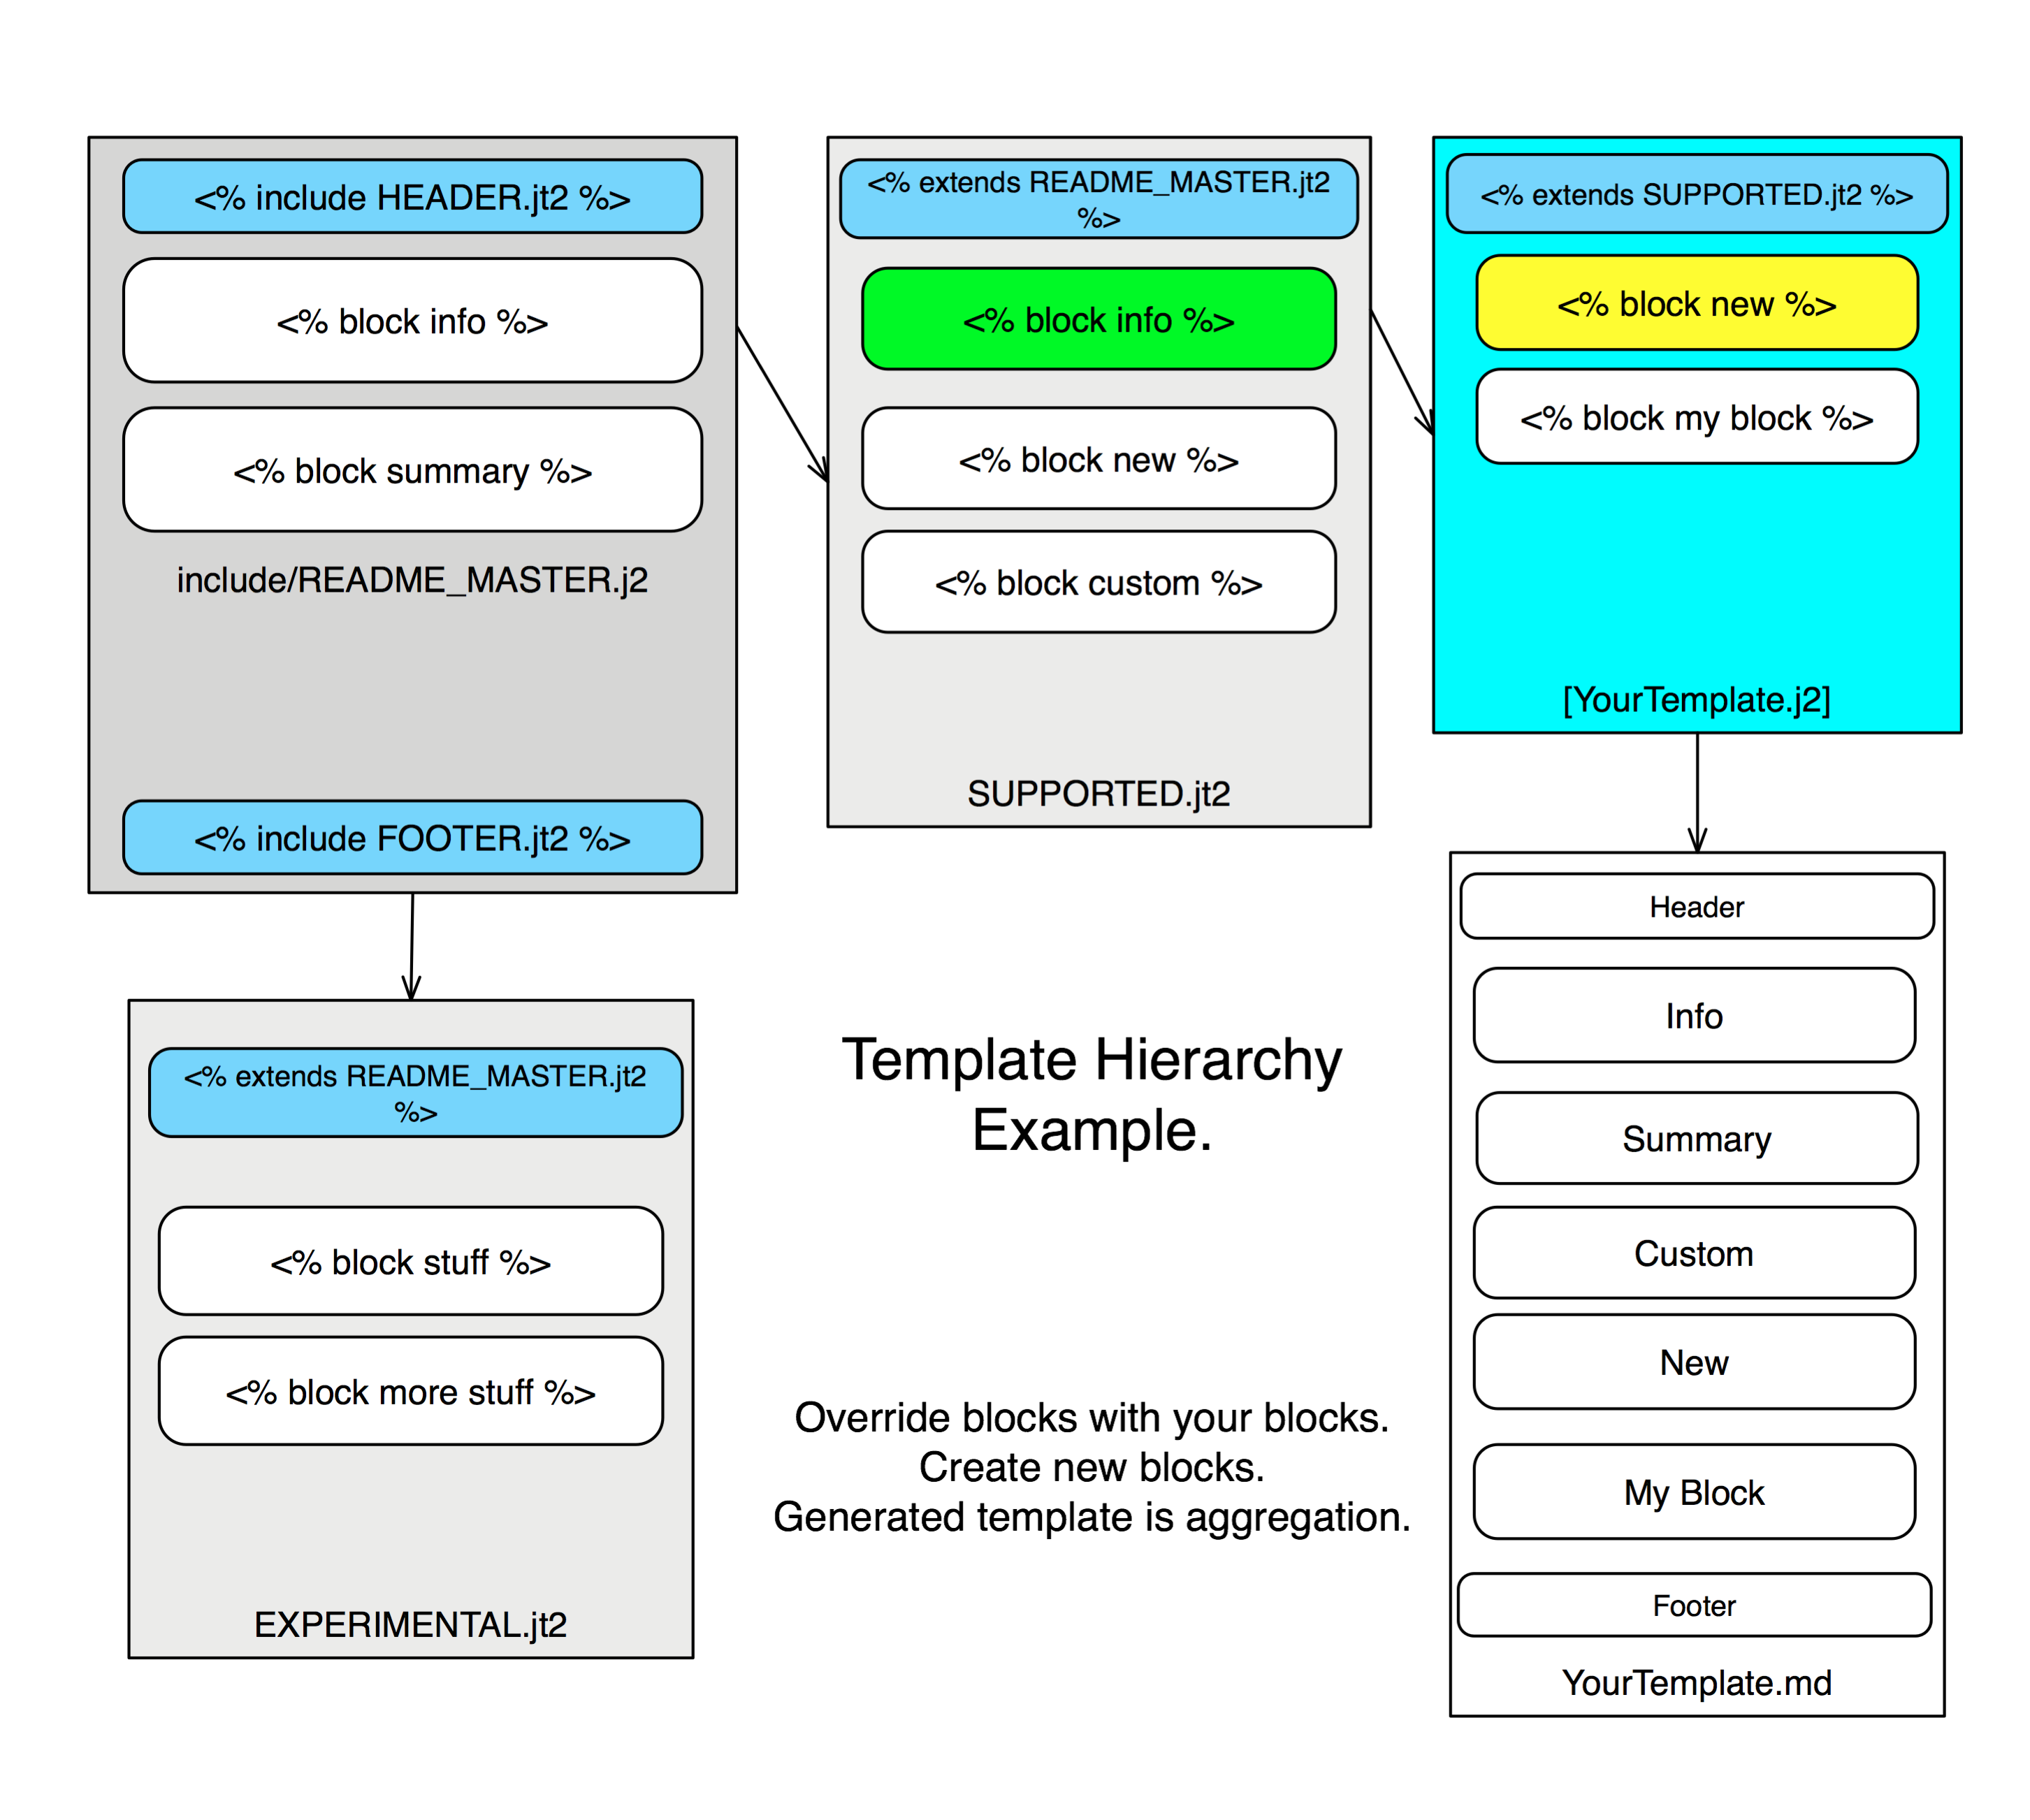 <% include HEADER.jt2 %>
<% block info %>
<% block summary %>
include/README_MASTER.j2
<% include FOOTER.jt2 %>
<% extends README_MASTER.jt2
%>
<% block info %>
<% block new %>
<% block custom %>
SUPPORTED.jt2
<% extends SUPPORTED.jt2 %>
<% block new %>
<% block my block %>
[YourTemplate.j2]
<% extends README_MASTER.jt2
%>
<% block stuff %>
<% block more stuff %>
EXPERIMENTAL.jt2
Template Hierarchy
Example.
Override blocks with your blocks.
Create new blocks.
Generated template is aggregation.
Header
Info
Summary
Custom
New
My Block
Footer
YourTemplate.md